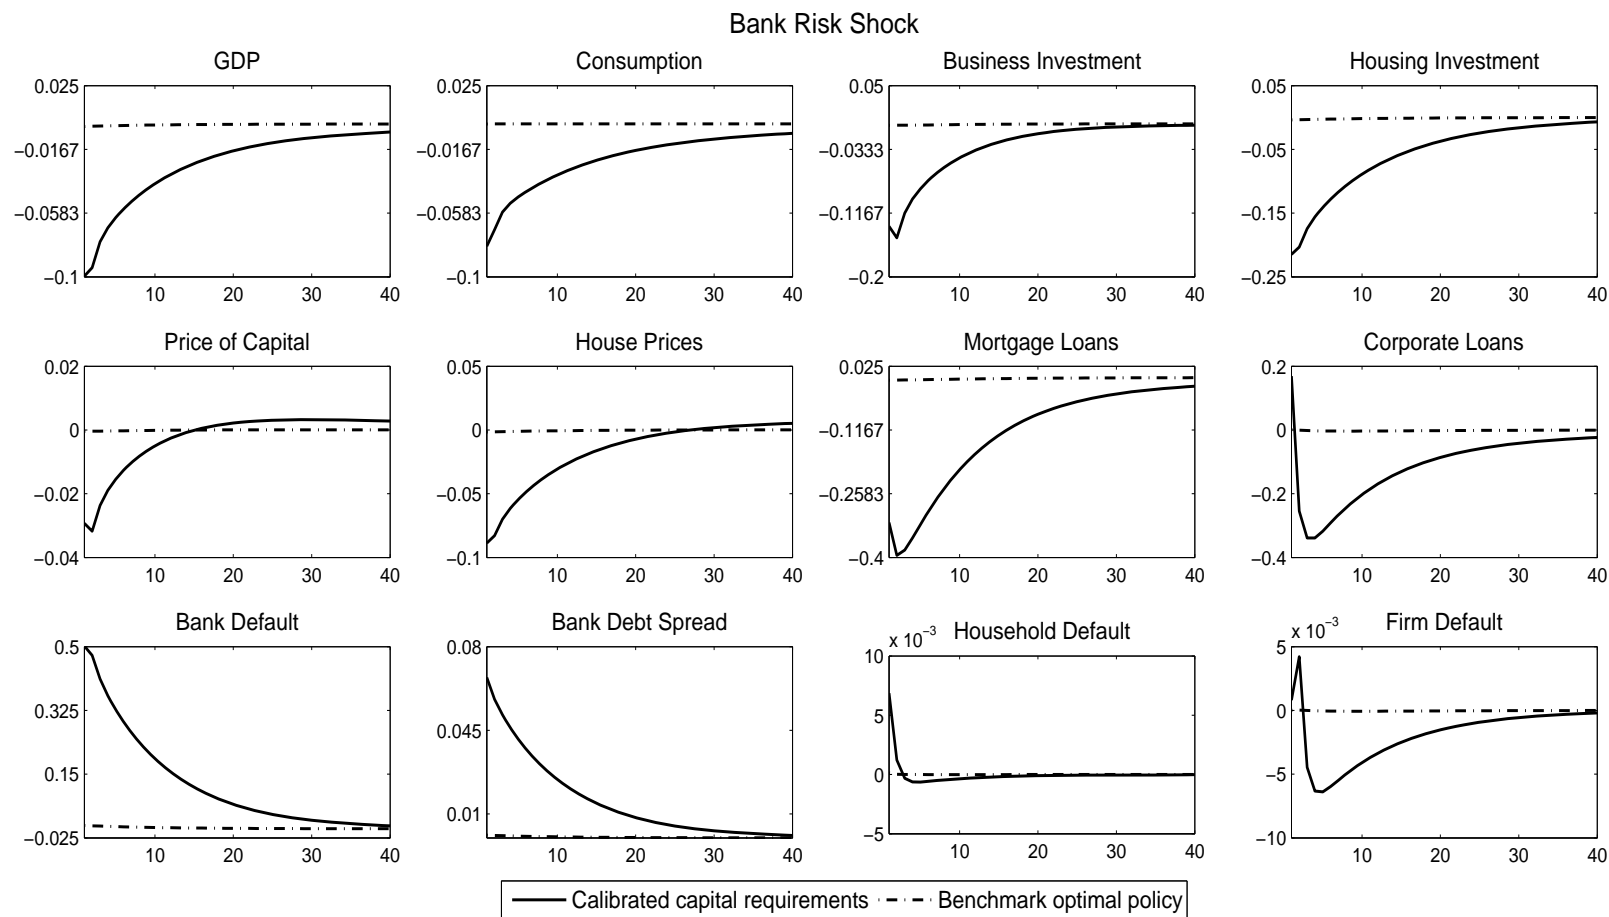 Bank Risk Shock
GDP
0.025
−0.0167
−0.0583
−0.1
10 20 30 40
Consumption
0.025
−0.0167
−0.0583
−0.1
10 20 30 40
Business Investment
0.05
−0.0333
−0.1167
−0.2
10 20 30 40
Housing Investment
0.05
−0.05
−0.15
−0.25
10 20 30 40
Price of Capital
0.02
0
−0.02
−0.04
10 20 30 40
House Prices
0.05
0
−0.05
−0.1
10 20 30 40
Mortgage Loans
0.025
−0.1167
−0.2583
−0.4
10 20 30 40
Corporate Loans
0.2
0
−0.2
−0.4
10 20 30 40
Bank Default
0.5
0.325
0.15
−0.025
10 20 30 40
Bank Debt Spread
0.08
0.045
0.01
10 20 30 40
Household Default
x 10−3
10
5
0
−5
10 20 30 40
Firm Default
x 10−3
5
0
−5
−10
10 20 30 40
Calibrated capital requirements Benchmark optimal policy